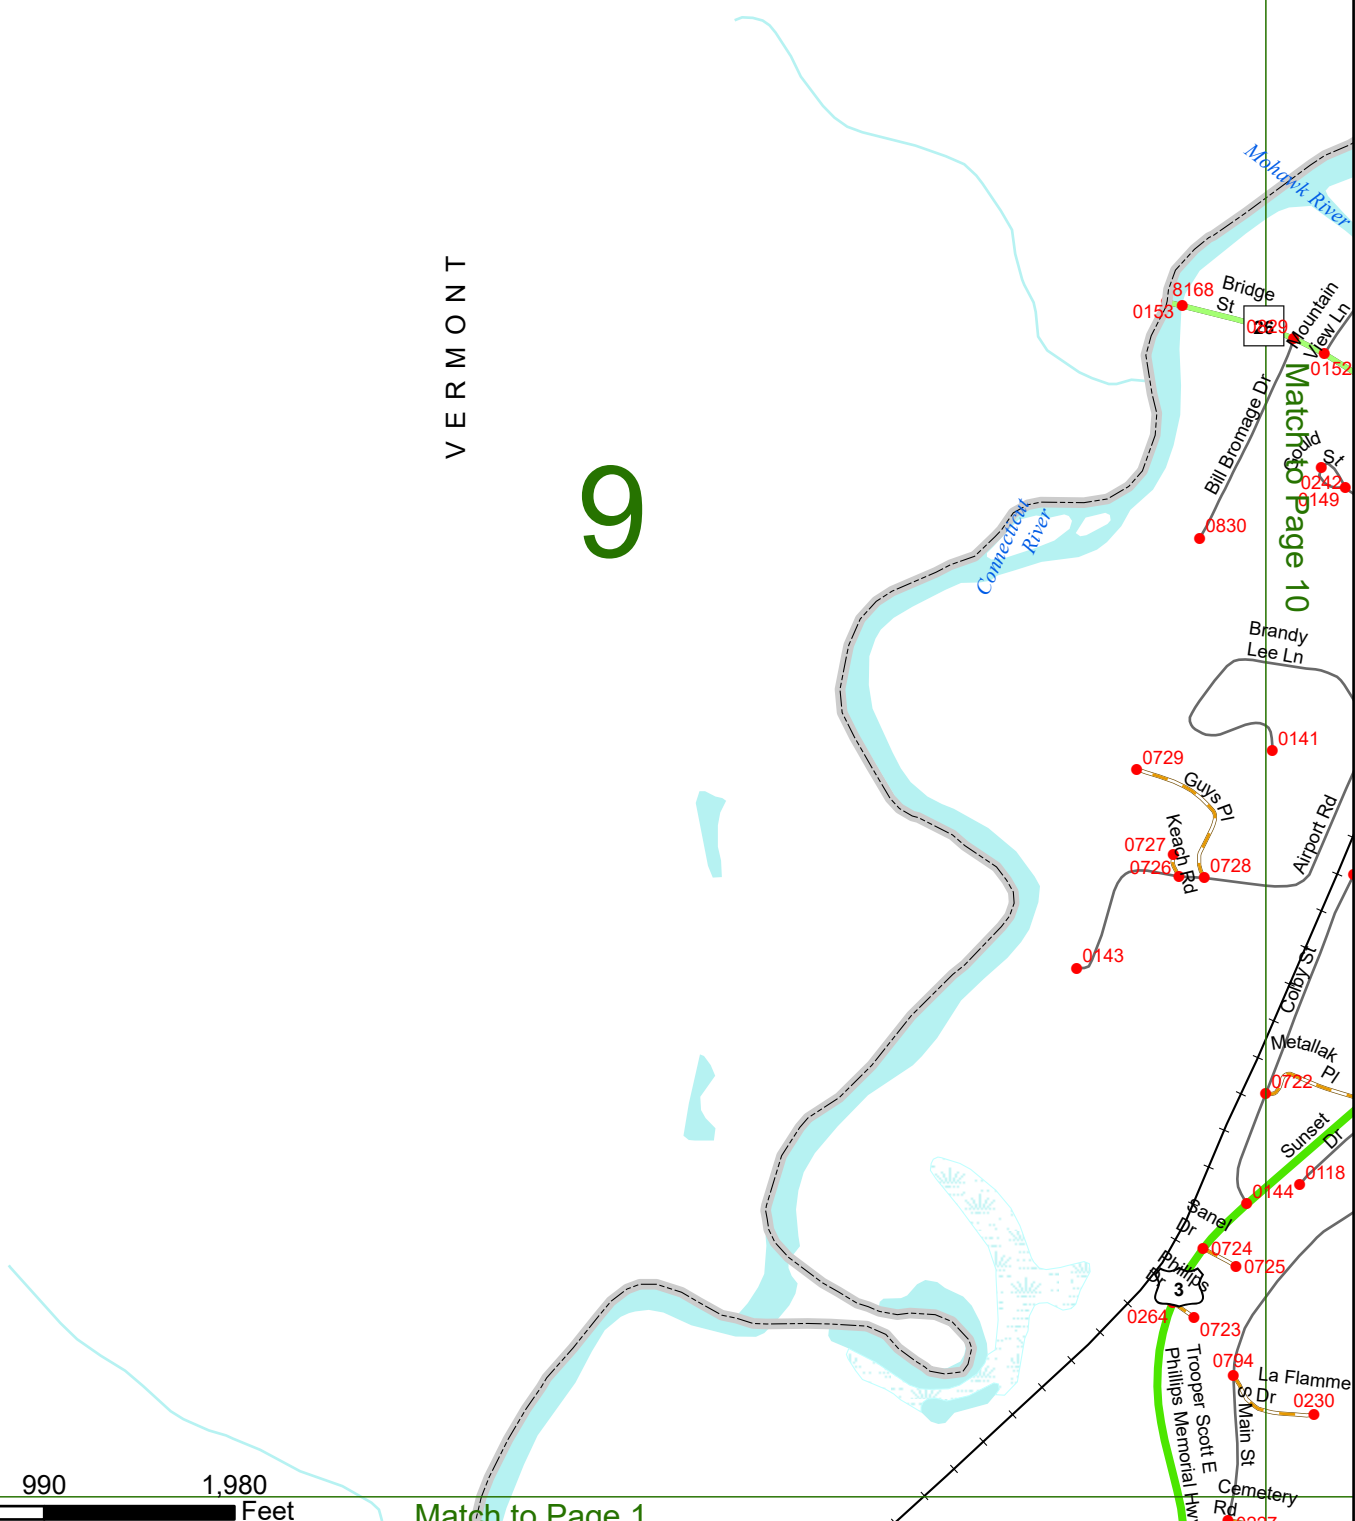 Mohawk River
8168
Bridge
St
0153
26
0829
Mountain
View Ln
0152
VERMONT
9
Match to Page 10
Bill Bromage Dr
Gould
St
0242
0149
0830
Connecticut
River
Brandy
Lee Ln
0141
0729
Guys Pl
Keach Rd
0727
0726
0728
Airport Rd
0143
Colby St
Metallak
Pl
0722
Sunset
Dr
0118
0144
Sanel
Dr
0724
0725
Phillips
Dr
3
0264
0723
Trooper Scott E
Phillips Memorial Hwy
0794
La Flamme
Dr
0230
S Main St
Cemetery
Rd
990
1,980
Feet
Match to Page 1